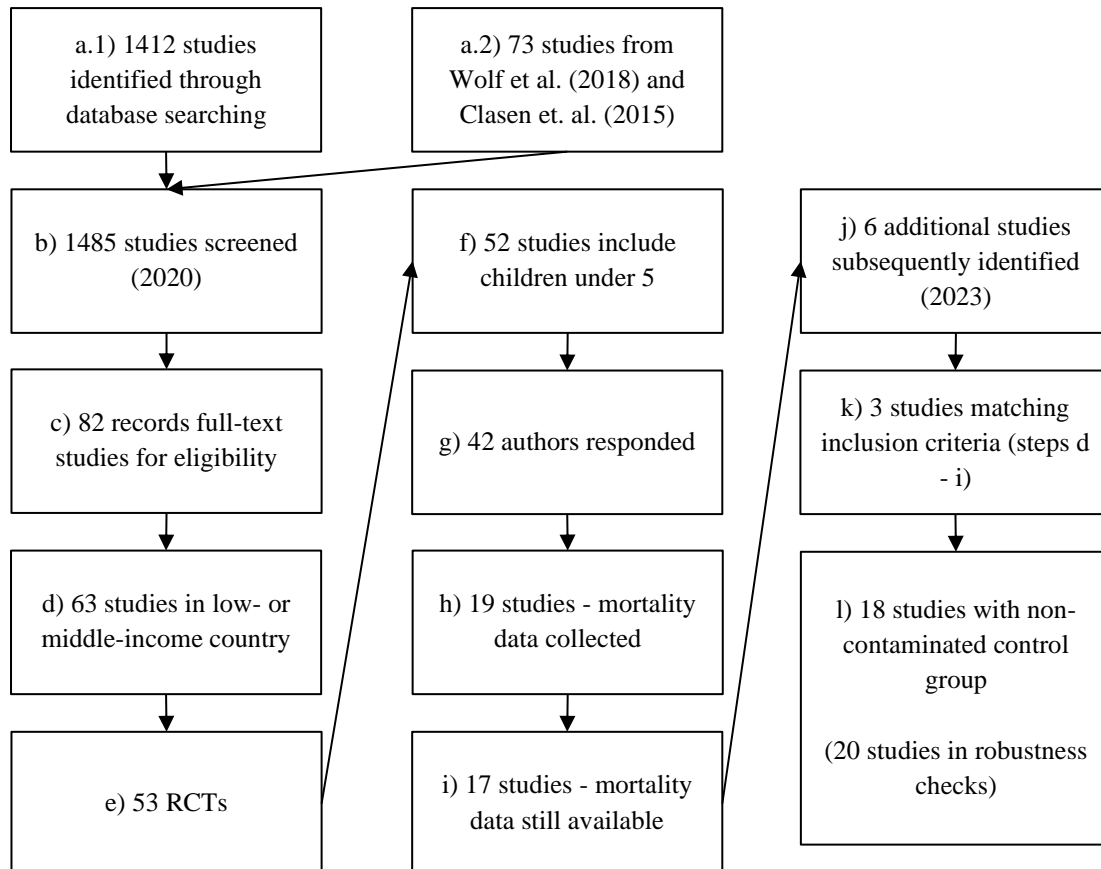 a.1) 1412 studies
identified through
database searching
a.2) 73 studies from
Wolf et al. (2018) and
Clasen et. al. (2015)
b) 1485 studies screened
(2020)
c) 82 records full-text
studies for eligibility
d) 63 studies in low- or
middle-income country
e) 53 RCTs
f) 52 studies include
children under 5
g) 42 authors responded
h) 19 studies - mortality
data collected
i) 17 studies - mortality
data still available
j) 6 additional studies
subsequently identified
(2023)
k) 3 studies matching
inclusion criteria (steps d
- i)
l) 18 studies with non-
contaminated control
group
(20 studies in robustness
checks)